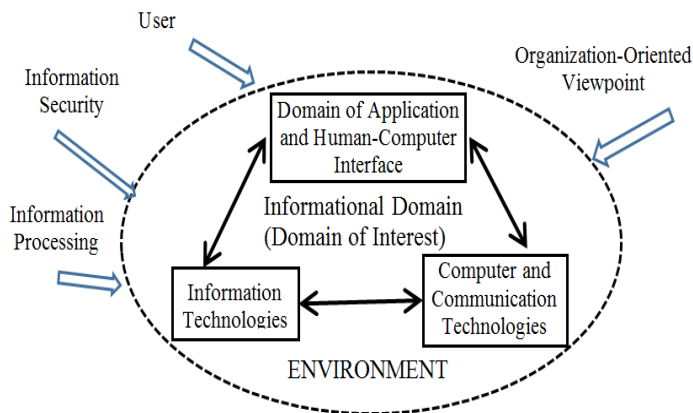 User
Organization-Oriented
Viewpoint
Information
Security
Domain of Application
and Human-Computer
Interface
Informational Domain
(Domain of Interest)
Information
Processing
Information
Technologies
Computer and
Communication
Technologies
ENVIRONMENT